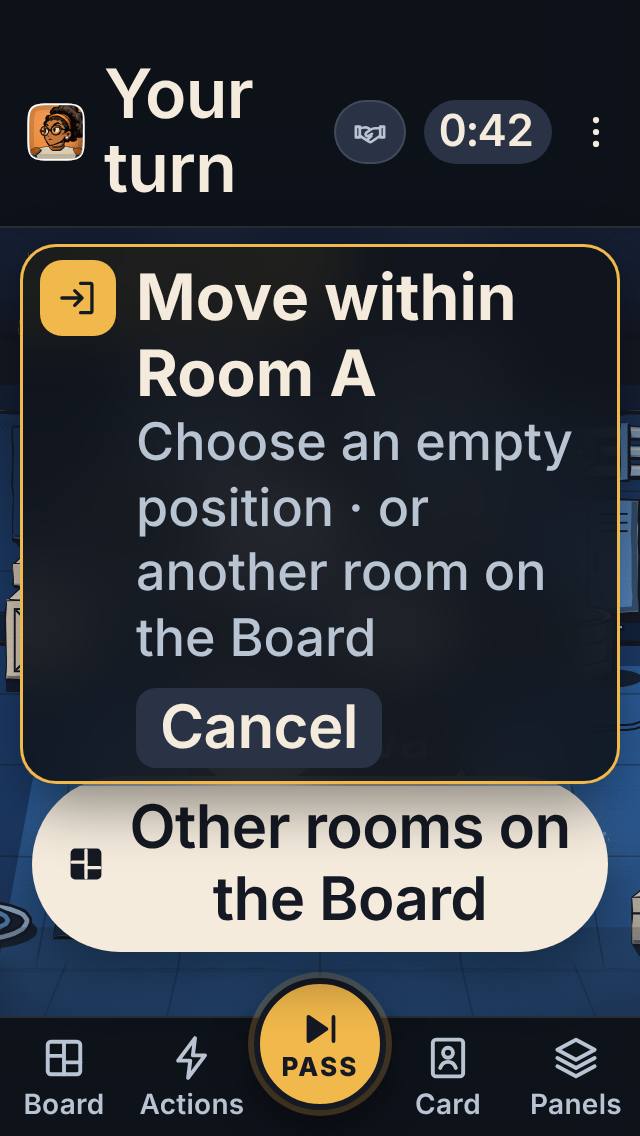 Your
turn
0:42
Move within
Room A
Choose an empty
position · or
another room on
the Board
Cancel
Other rooms on
the Board
PASS
Board
Actions
Card
Panels